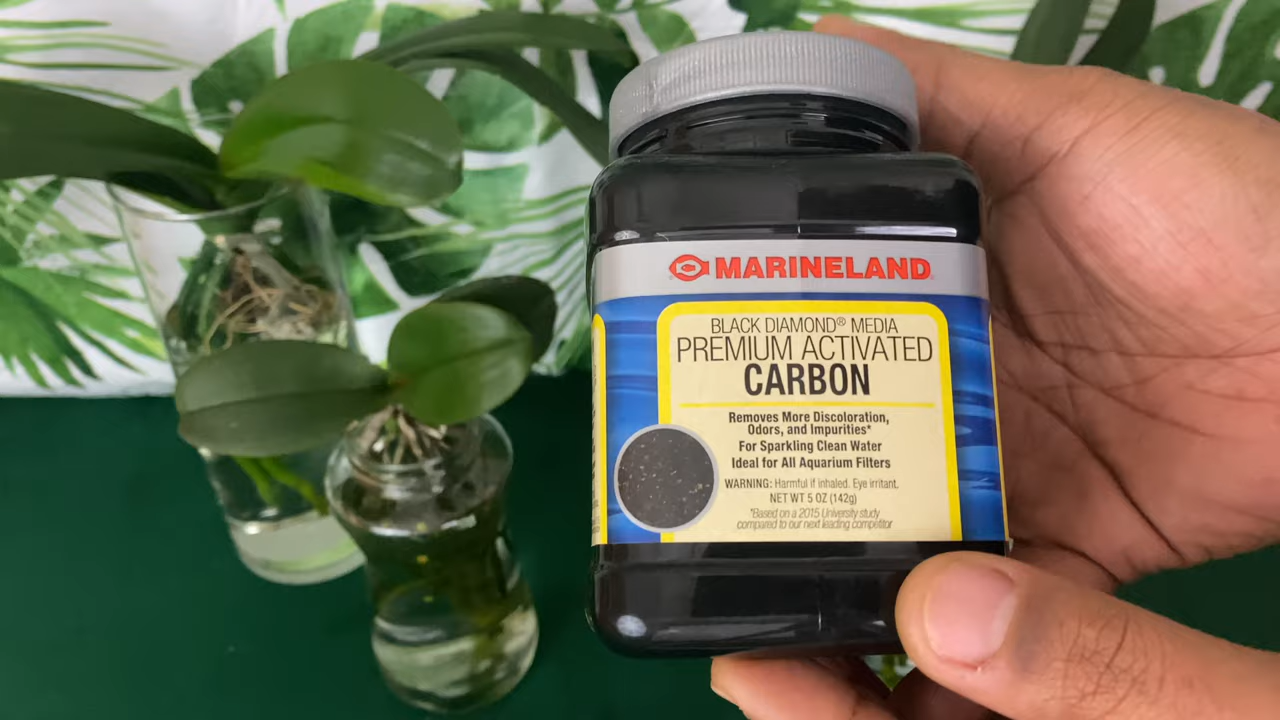 MARINELAND
BLACK DIAMOND® MEDIA
PREMIUM ACTIVATED
CARBON
Removes More Discoloration,
Odors, and Impurities*
For Sparkling Clean Water
Ideal for All Aquarium Filters
WARNING: Harmful if inhaled. Eye irritant.
NET WT 5 OZ (142g)
*Based on a 2015 University study
compared to our next leading competitor